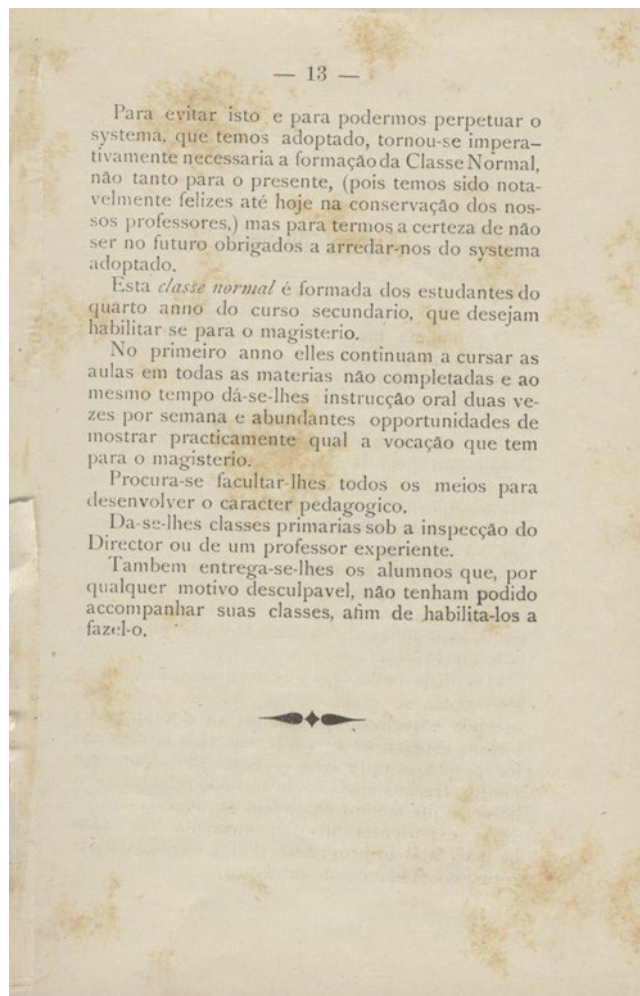 — 13 —
Para evitar isto e para podermos perpetuar o
systema, que temos adoptado, tornou-se impera-
tivamente necessaria a formação da Classe Normal,
não tanto para o presente, (pois temos sido nota-
velmente felizes até hoje na conservação dos nos-
sos professores,) mas para termos a certeza de não
ser no futuro obrigados a arredar-nos do systema
adoptado.
Esta classe normal é formada dos estudantes do
quarto anno do curso secundario, que desejam
habilitar-se para o magisterio.
No primeiro anno elles continuam a cursar as
aulas em todas as materias não completadas e ao
mesmo tempo dá-se-lhes instrucção oral duas ve-
zes por semana e abundantes opportunidades de
mostrar practicamente qual a vocação que tem
para o magisterio.
Procura-se facultar-lhes todos os meios para
desenvolver o caracter pedagogico.
Da-se-lhes classes primarias sob a inspecção do
Director ou de um professor experiente.
Tambem entrega-se-lhes os alumnos que, por
qualquer motivo desculpavel, não tenham podido
accompanhar suas classes, afim de habilita-los a
fazel-o.